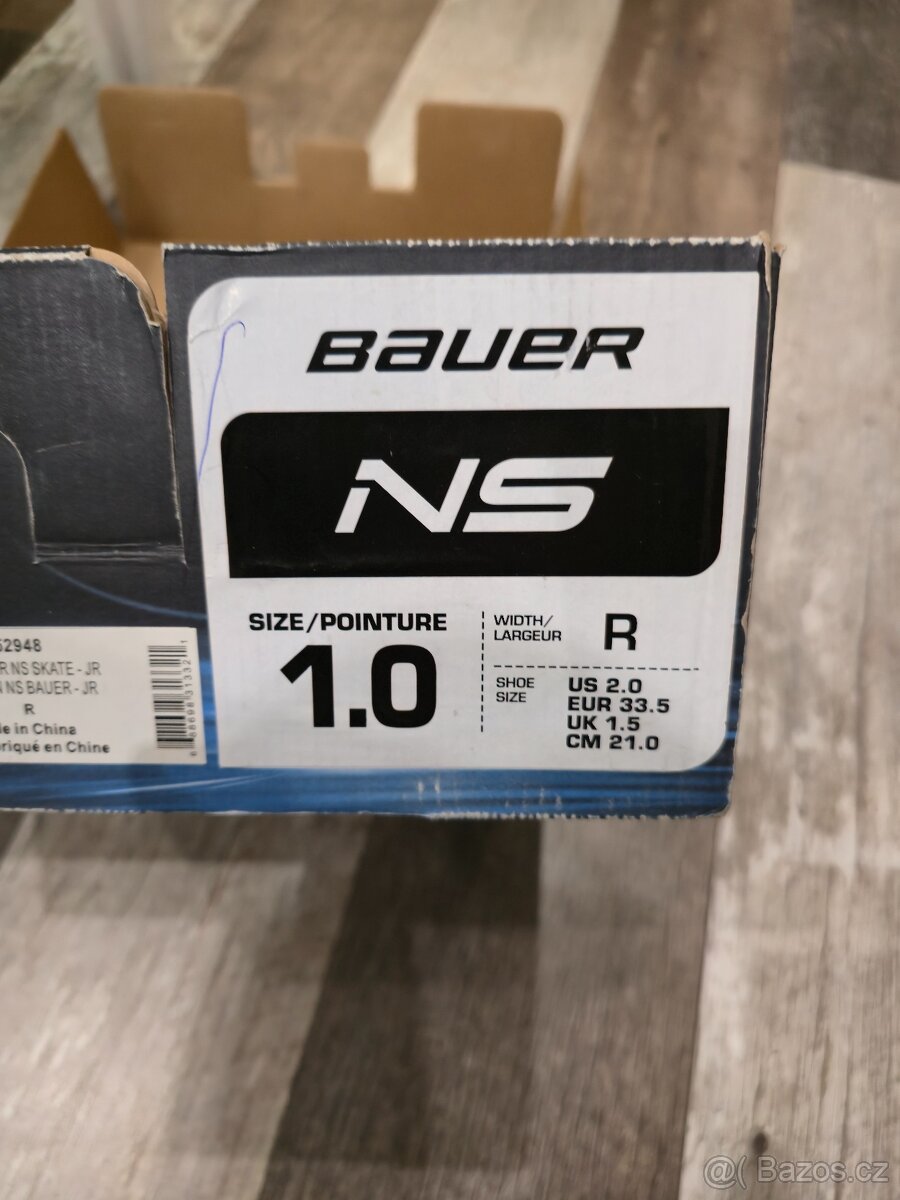 BAUER
NS
SIZE/POINTURE
1.0
WIDTH/
LARGEUR
R
SHOE
SIZE
US 2.0
EUR 33.5
UK 1.5
CM 21.0
52948
R NS SKATE - JR
N NS BAUER - JR
R
e in China
riqué en Chine
@( Bazos.cz